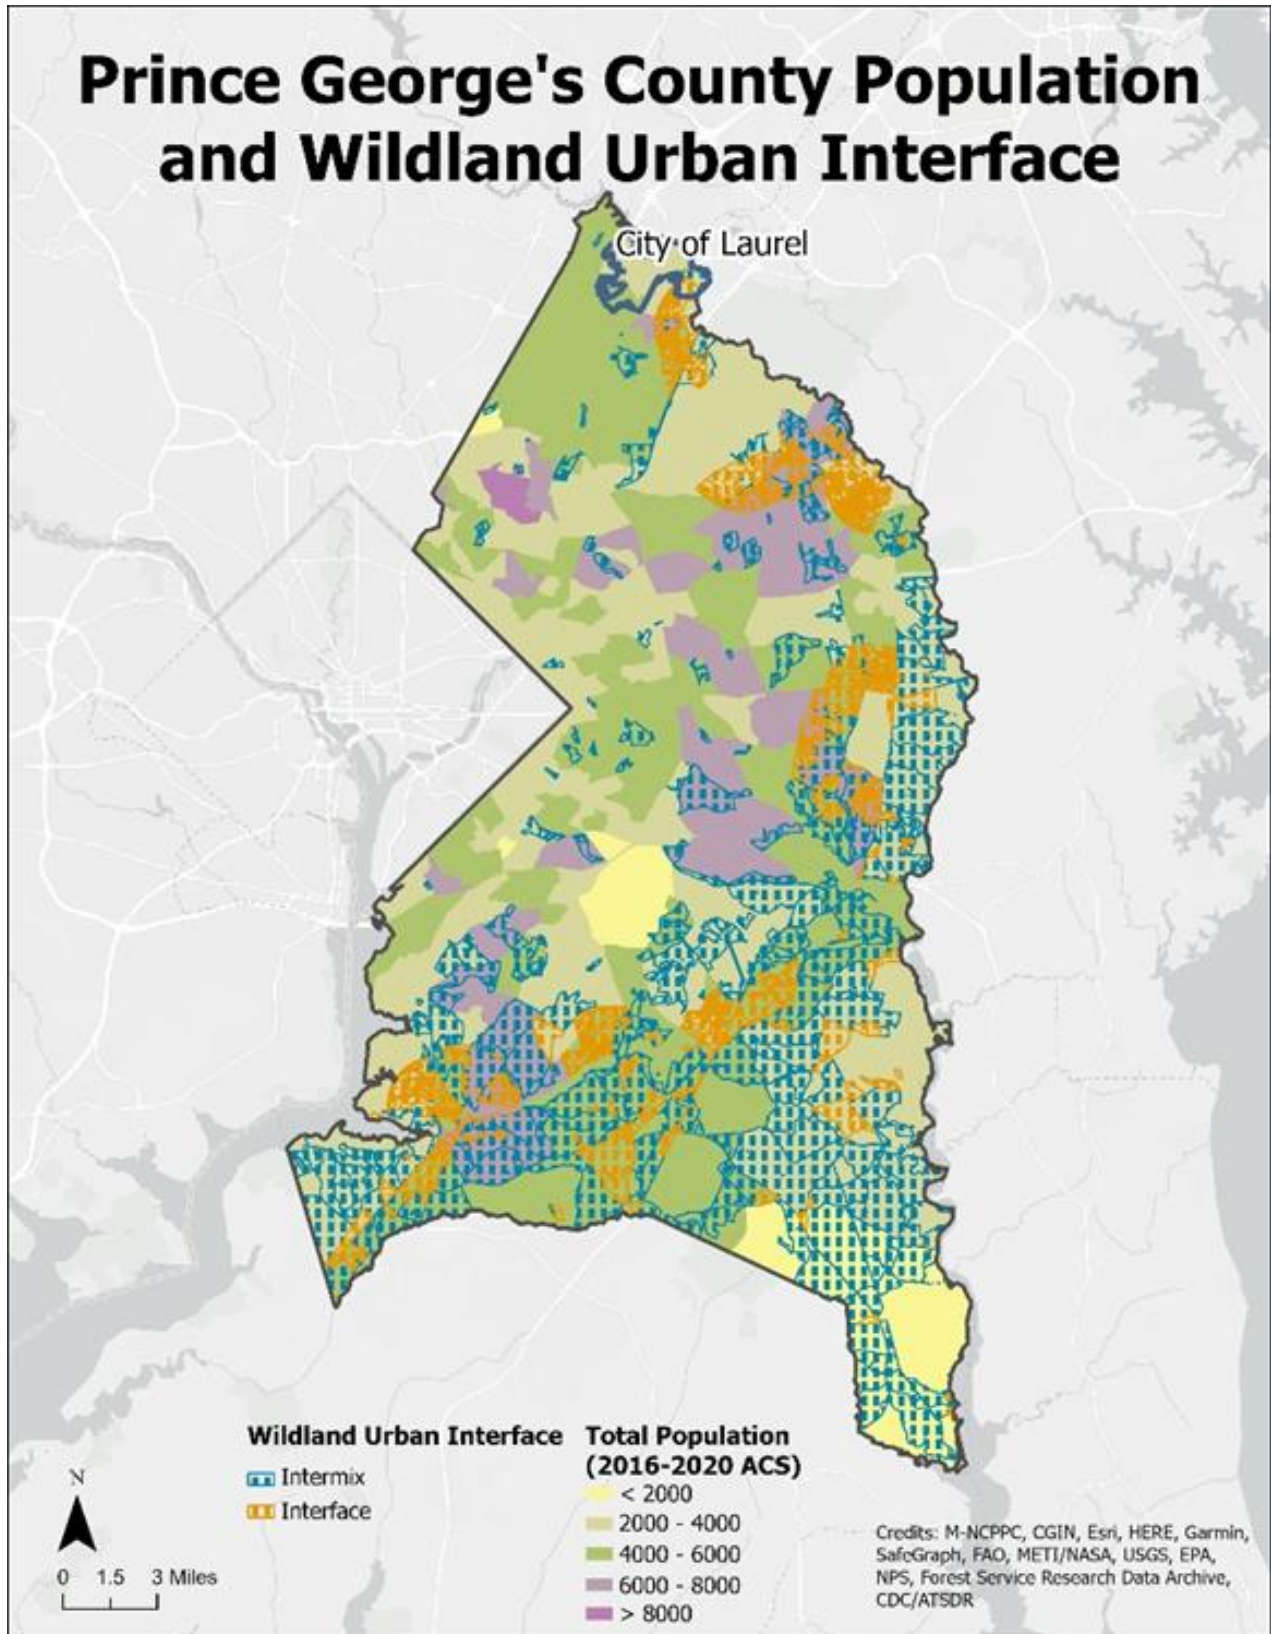 Prince George's County Population
and Wildland Urban Interface
City of Laurel
Wildland Urban Interface
Intermix
Interface
Total Population
(2016-2020 ACS)
< 2000
2000 - 4000
4000 - 6000
6000 - 8000
> 8000
N
0 1.5 3 Miles
Credits: M-NCPPC, CGIN, Esri, HERE, Garmin,
SafeGraph, FAO, METI/NASA, USGS, EPA,
NPS, Forest Service Research Data Archive,
CDC/ATSDR